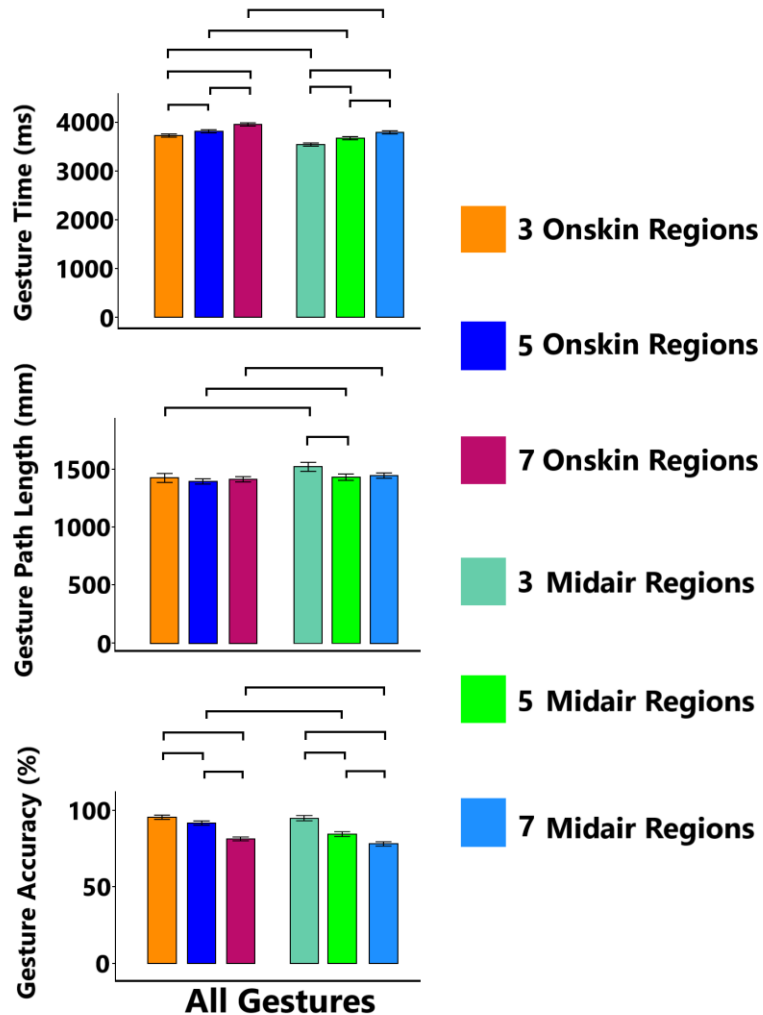 Gesture Time (ms)
4000
3000
2000
1000
0
Gesture Path Length (mm)
1500
1000
500
0
Gesture Accuracy (%)
100
50
0
All Gestures
3 Onskin Regions
5 Onskin Regions
7 Onskin Regions
3 Midair Regions
5 Midair Regions
7 Midair Regions